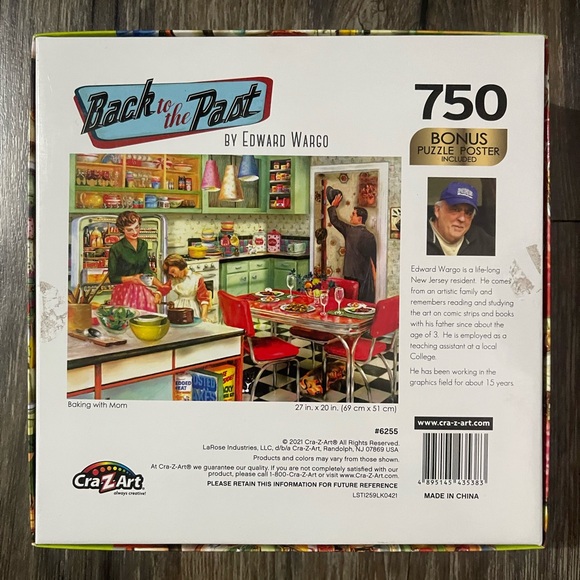 Back to the Past
BY EDWARD WARGO
750
BONUS
PUZZLE POSTER
INCLUDED
Edward Wargo is a life-long
New Jersey resident. He comes
from an artistic family and
remembers reading and studying
the art on comic strips and books
with his father since about the
age of 3. He is employed as a
teaching assistant at a local
College.
He has been working in the
graphics field for about 15 years
Baking with Mom
27 in. x 20 in. (69 cm x 51 cm)
#6255
© 2021 Cra-Z-Art® All Rights Reserved.
LaRose Industries, LLC, d/b/a Cra-Z-Art, Randolph, NJ 07869 USA
Products and colors may vary from those shown.
At Cra-Z-Art® we guarantee our quality. If you are not completely satisfied with our
product, please call 1-800-Cra-Z-Art or visit www.Cra-Z-Art.com.
PLEASE RETAIN THIS INFORMATION FOR FUTURE REFERENCE
LSTI259LK0421
Cra-Z-Art
always creative!
www.cra-z-art.com
4 895145 435383
MADE IN CHINA